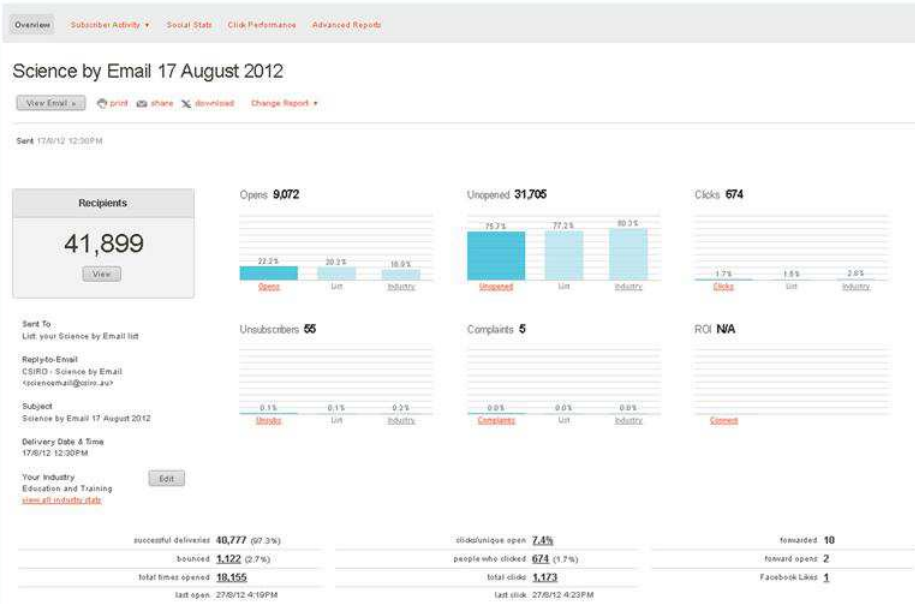 Overview Subscriber Activity Social Stats Click Performance Advanced Reports
Science by Email 17 August 2012
View Email print share download Change Report
Sent 17/8/12 12:30PM
Recipients
41,899
View
Opens 9,072
22.2% 20.2% 16.9%
Opens List Industry
Unopened 31,705
75.7% 77.2% 80.3%
Unopened List Industry
Clicks 674
1.7% 1.5% 2.8%
Clicks List Industry
Sent To
List: your Science by Email list
Reply-to-Email
CSIRO - Science by Email
<scienceemail@csiro.au>
Subject
Science by Email 17 August 2012
Delivery Date & Time
17/8/12 12:30PM
Your Industry
Education and Training
Edit
view all industry stats
Unsubscribers 55
0.1% 0.1% 0.2%
Unsubs List Industry
Complaints 5
0.0% 0.0% 0.0%
Complaints List Industry
ROI N/A
Convert
successful deliveries 40,777 (97.3%)
bounced 1,122 (2.7%)
total times opened 18,155
last open 27/8/12 4:19PM
clicks/unique open 7.4%
people who clicked 674 (1.7%)
total clicks 1,173
last click 27/8/12 4:23PM
forwarded 10
forward opens 2
Facebook Likes 1